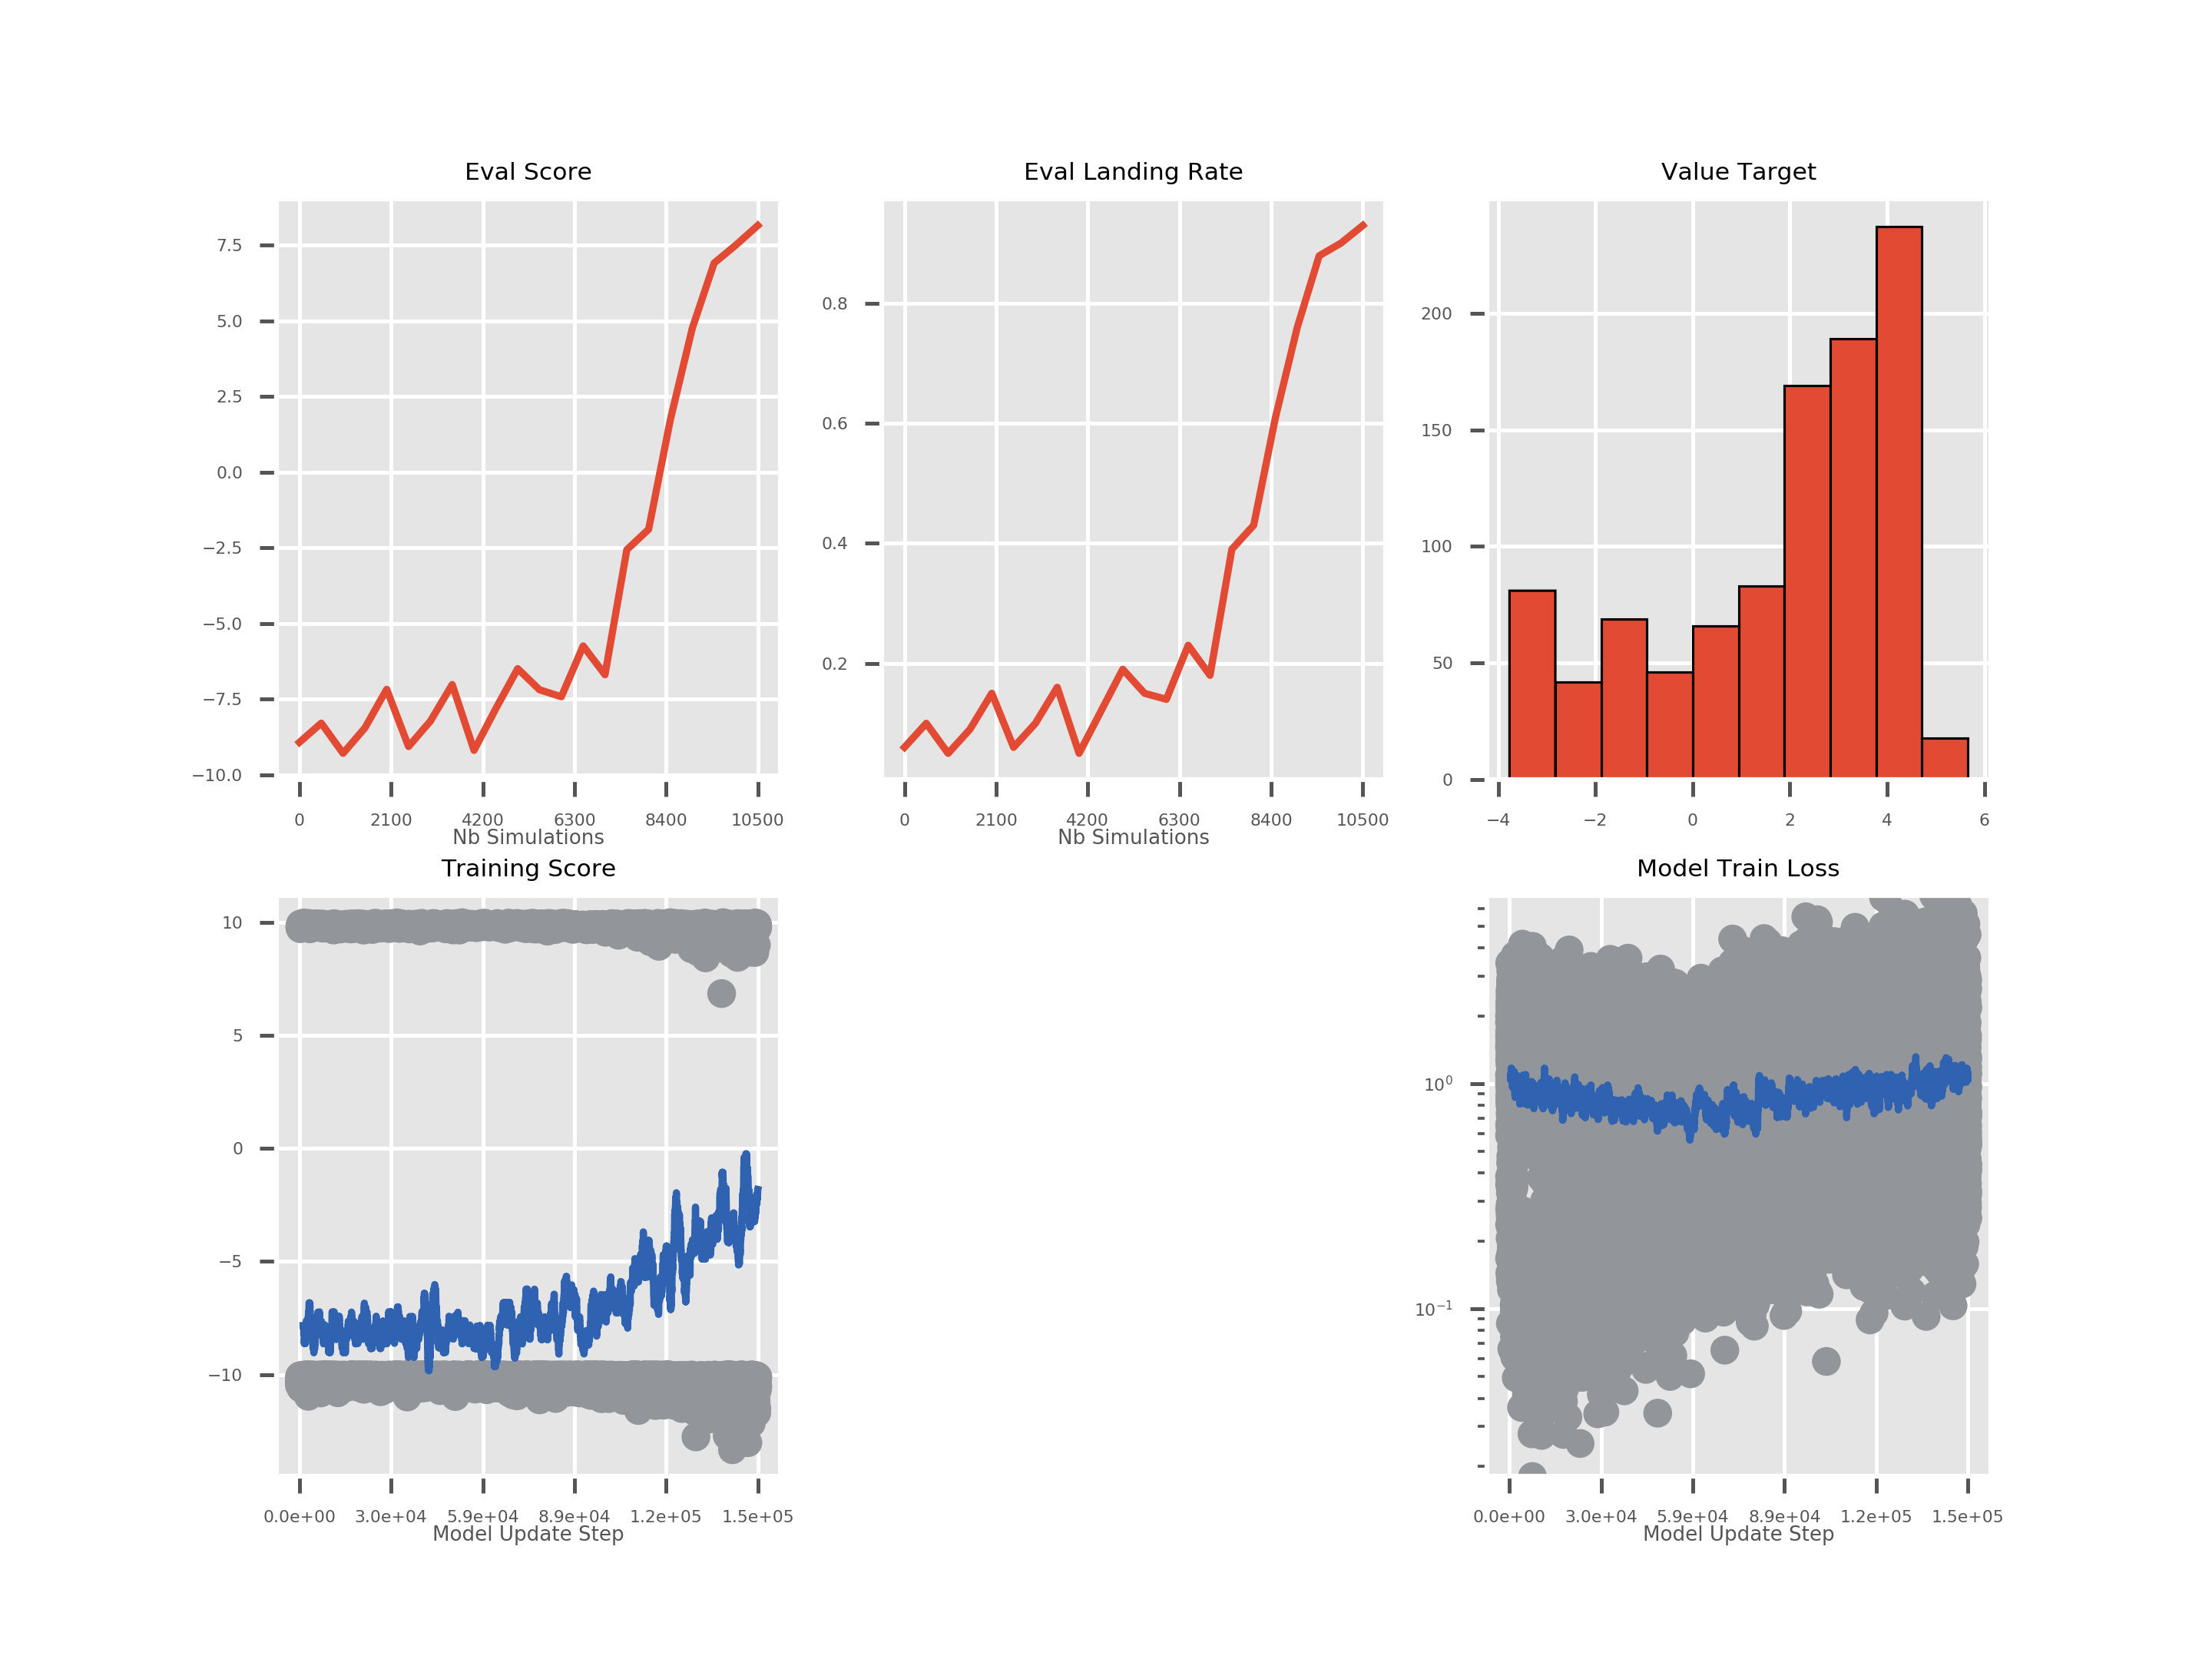 Eval Score
7.5
5.0
2.5
0.0
−2.5
−5.0
−7.5
−10.0
0 2100 4200 6300 8400 10500
Nb Simulations
Eval Landing Rate
0.8
0.6
0.4
0.2
0 2100 4200 6300 8400 10500
Nb Simulations
Value Target
200
150
100
50
0
−4 −2 0 2 4 6
Training Score
10
5
0
−5
−10
0.0e+00 3.0e+04 5.9e+04 8.9e+04 1.2e+05 1.5e+05
Model Update Step
Model Train Loss
10⁰
10⁻¹
0.0e+00 3.0e+04 5.9e+04 8.9e+04 1.2e+05 1.5e+05
Model Update Step